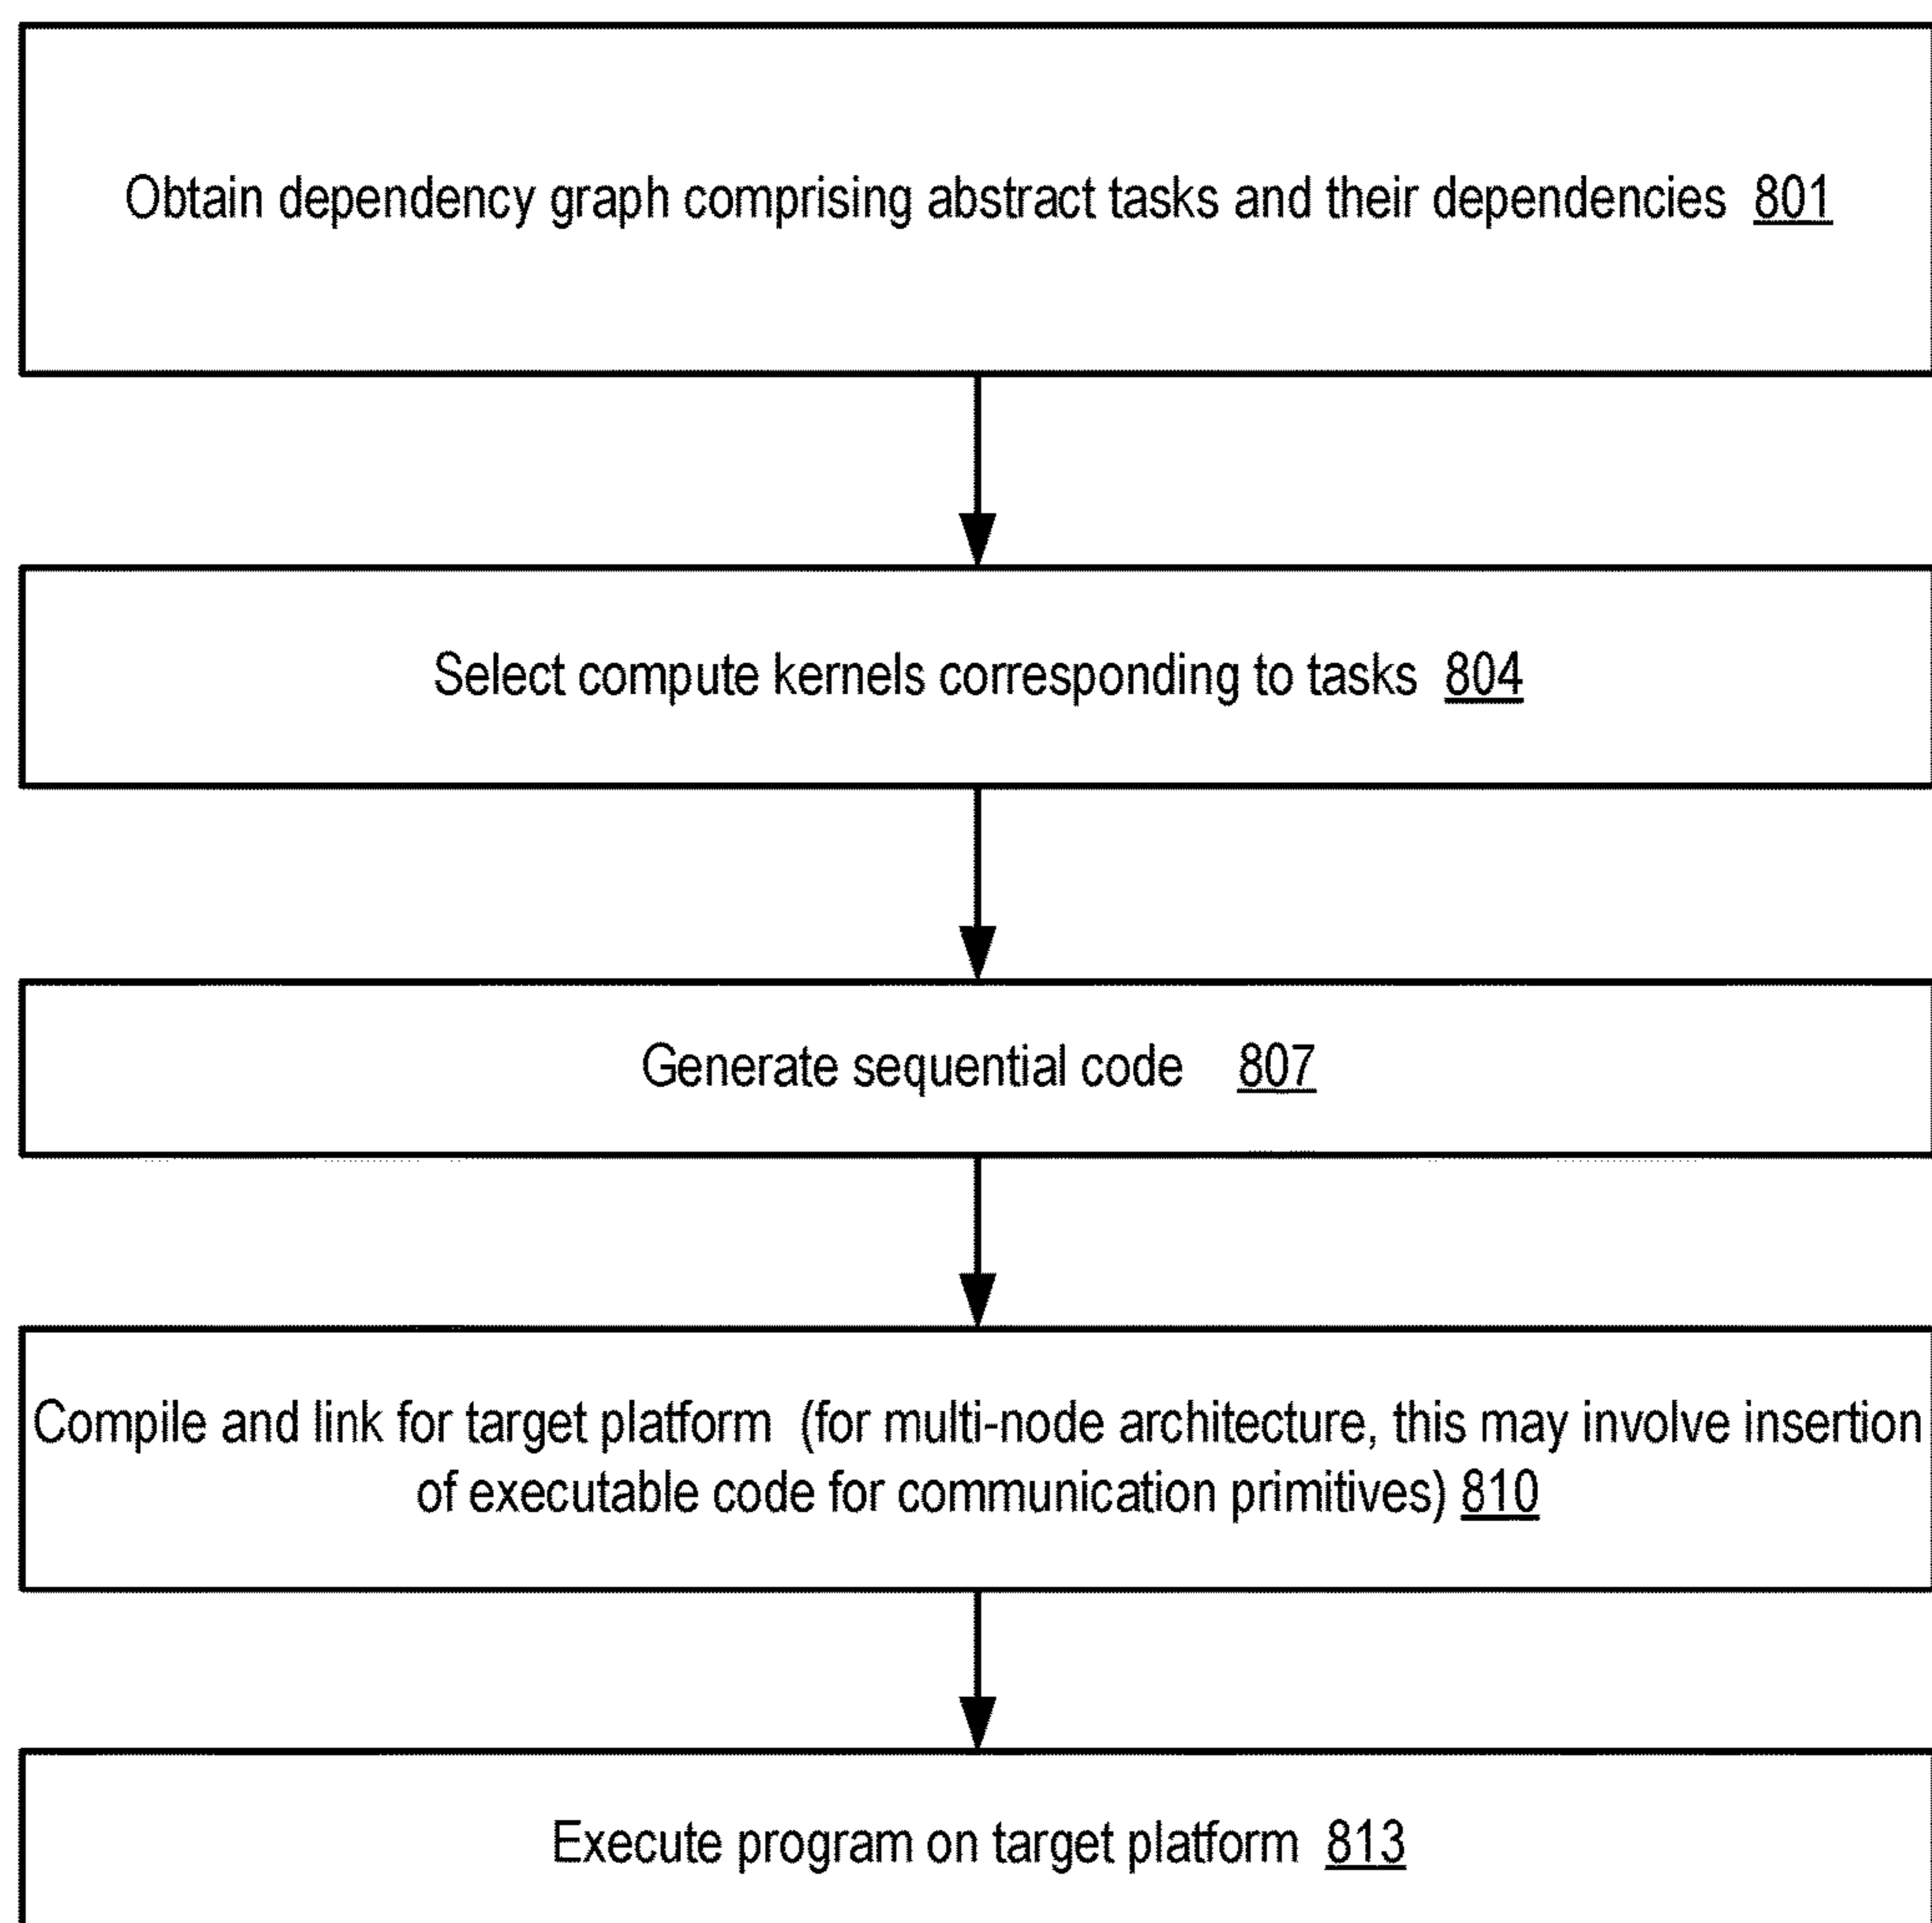 Obtain dependency graph comprising abstract tasks and their dependencies 801
Select compute kernels corresponding to tasks 804
Generate sequential code 807
Compile and link for target platform (for multi-node architecture, this may involve insertion
of executable code for communication primitives) 810
Execute program on target platform 813